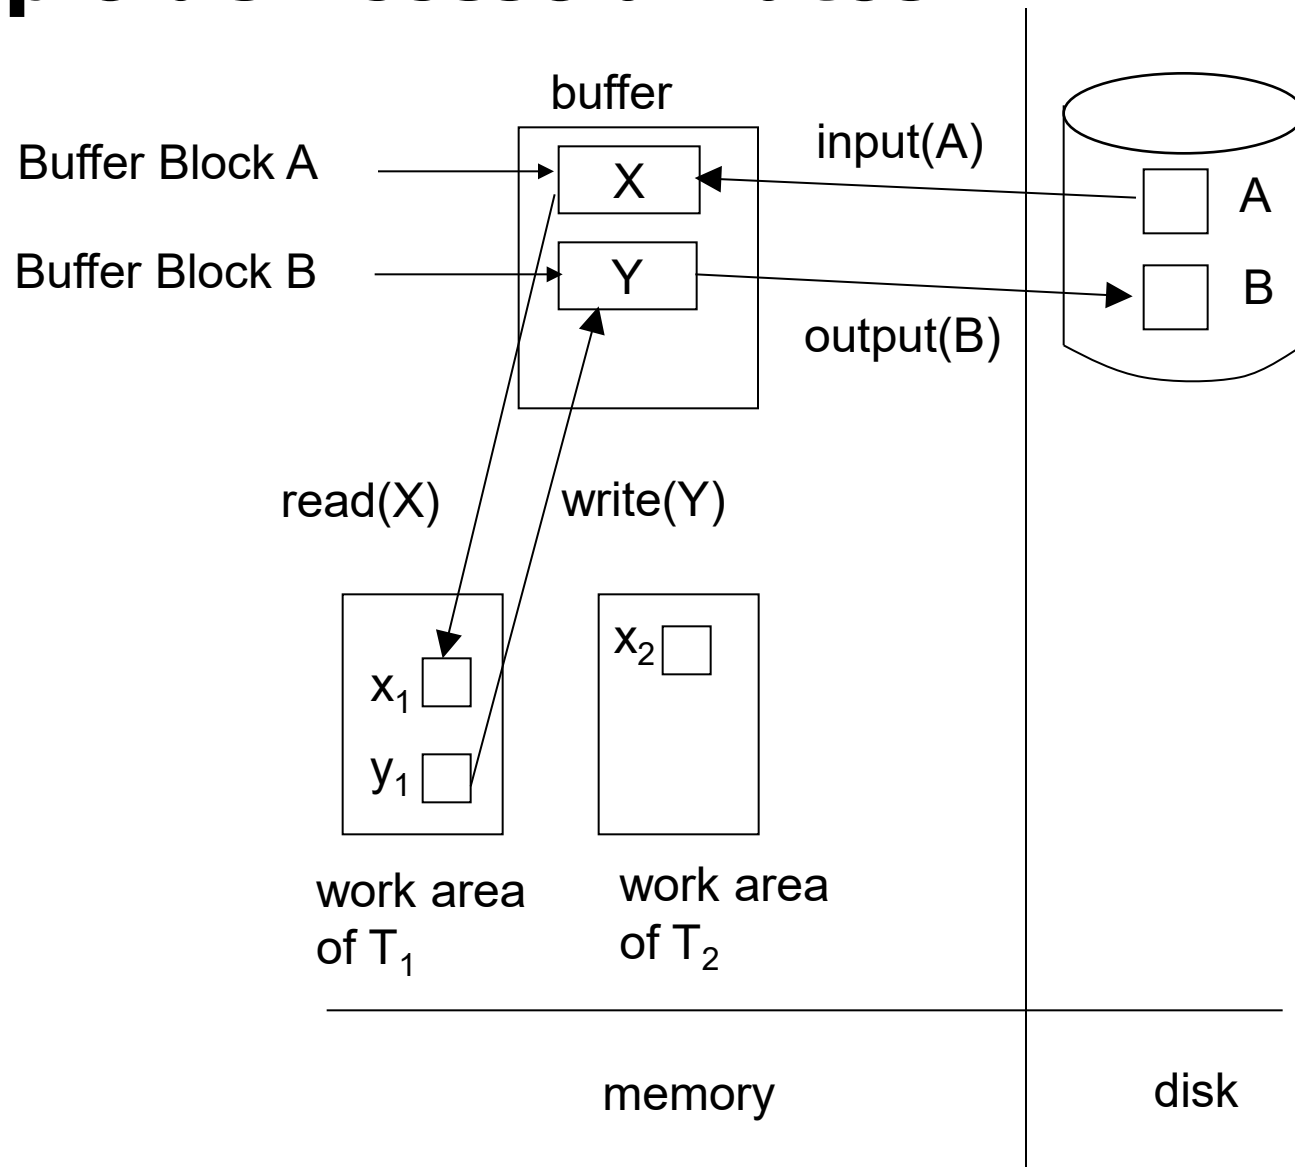 buffer
Buffer Block A
X
input(A)
A
Buffer Block B
Y
B
output(B)
read(X)
write(Y)
x₂
x₁
y₁
work area
of T₁
work area
of T₂
memory
disk